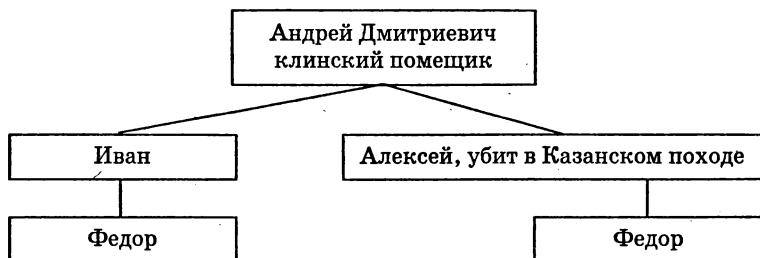 Андрей Дмитриевич
клинский помещик
Иван
Алексей, убит в Казанском походе
Федор
Федор